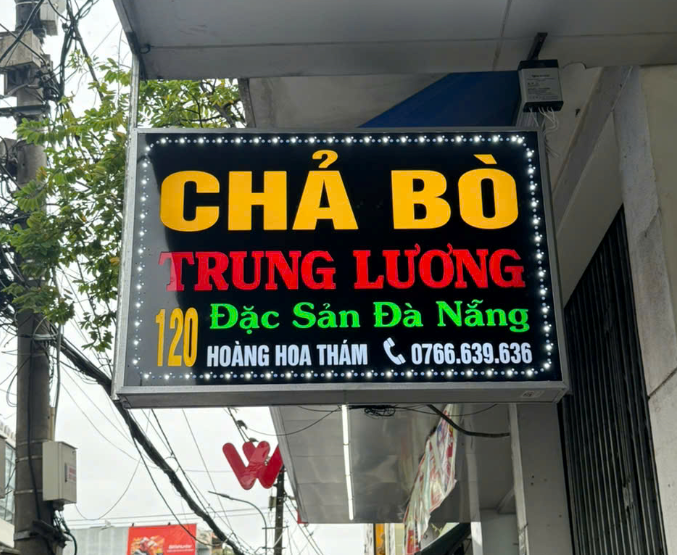 CHẢ BÒ
TRUNG LƯƠNG
Đặc Sản Đà Nẵng
120 HOÀNG HOA THÁM 0766.639.636